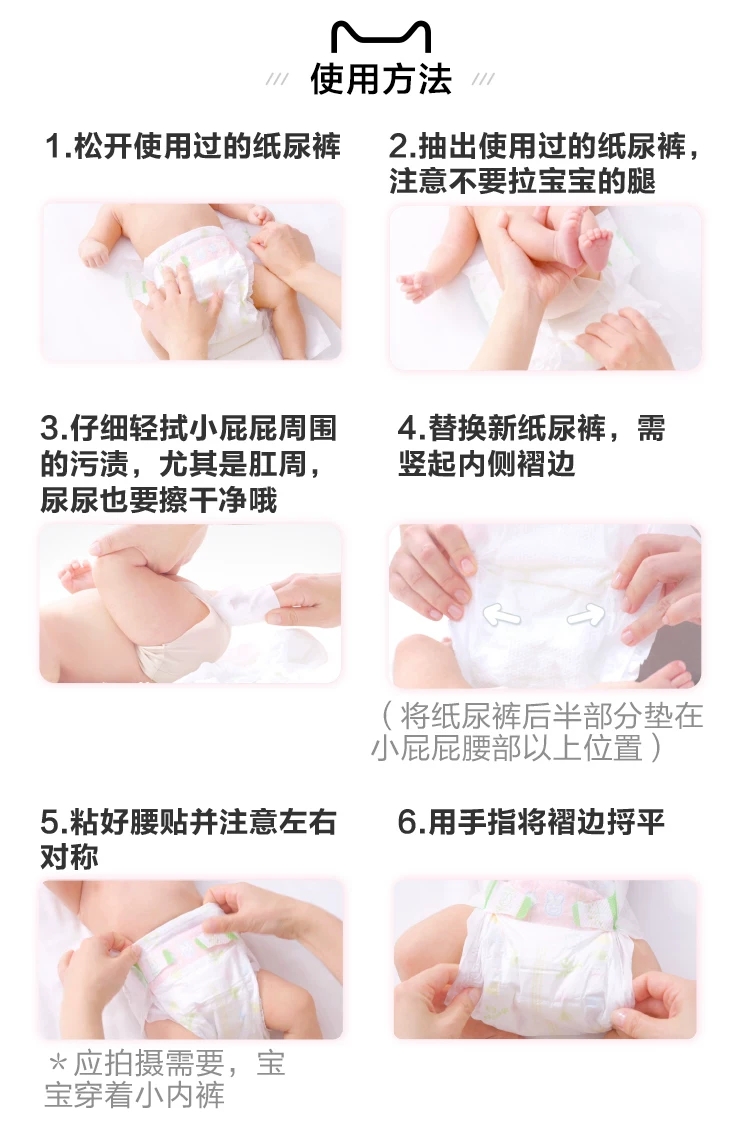 使用方法
1.松开使用过的纸尿裤
2.抽出使用过的纸尿裤，
注意不要拉宝宝的腿
3.仔细轻拭小屁屁周围
的污渍，尤其是肛周，
尿尿也要擦干净哦
4.替换新纸尿裤，需
竖起内侧褶边
（将纸尿裤后半部分垫在
小屁屁腰部以上位置）
5.粘好腰贴并注意左右
对称
＊应拍摄需要，宝
宝穿着小内裤
6.用手指将褶边捋平